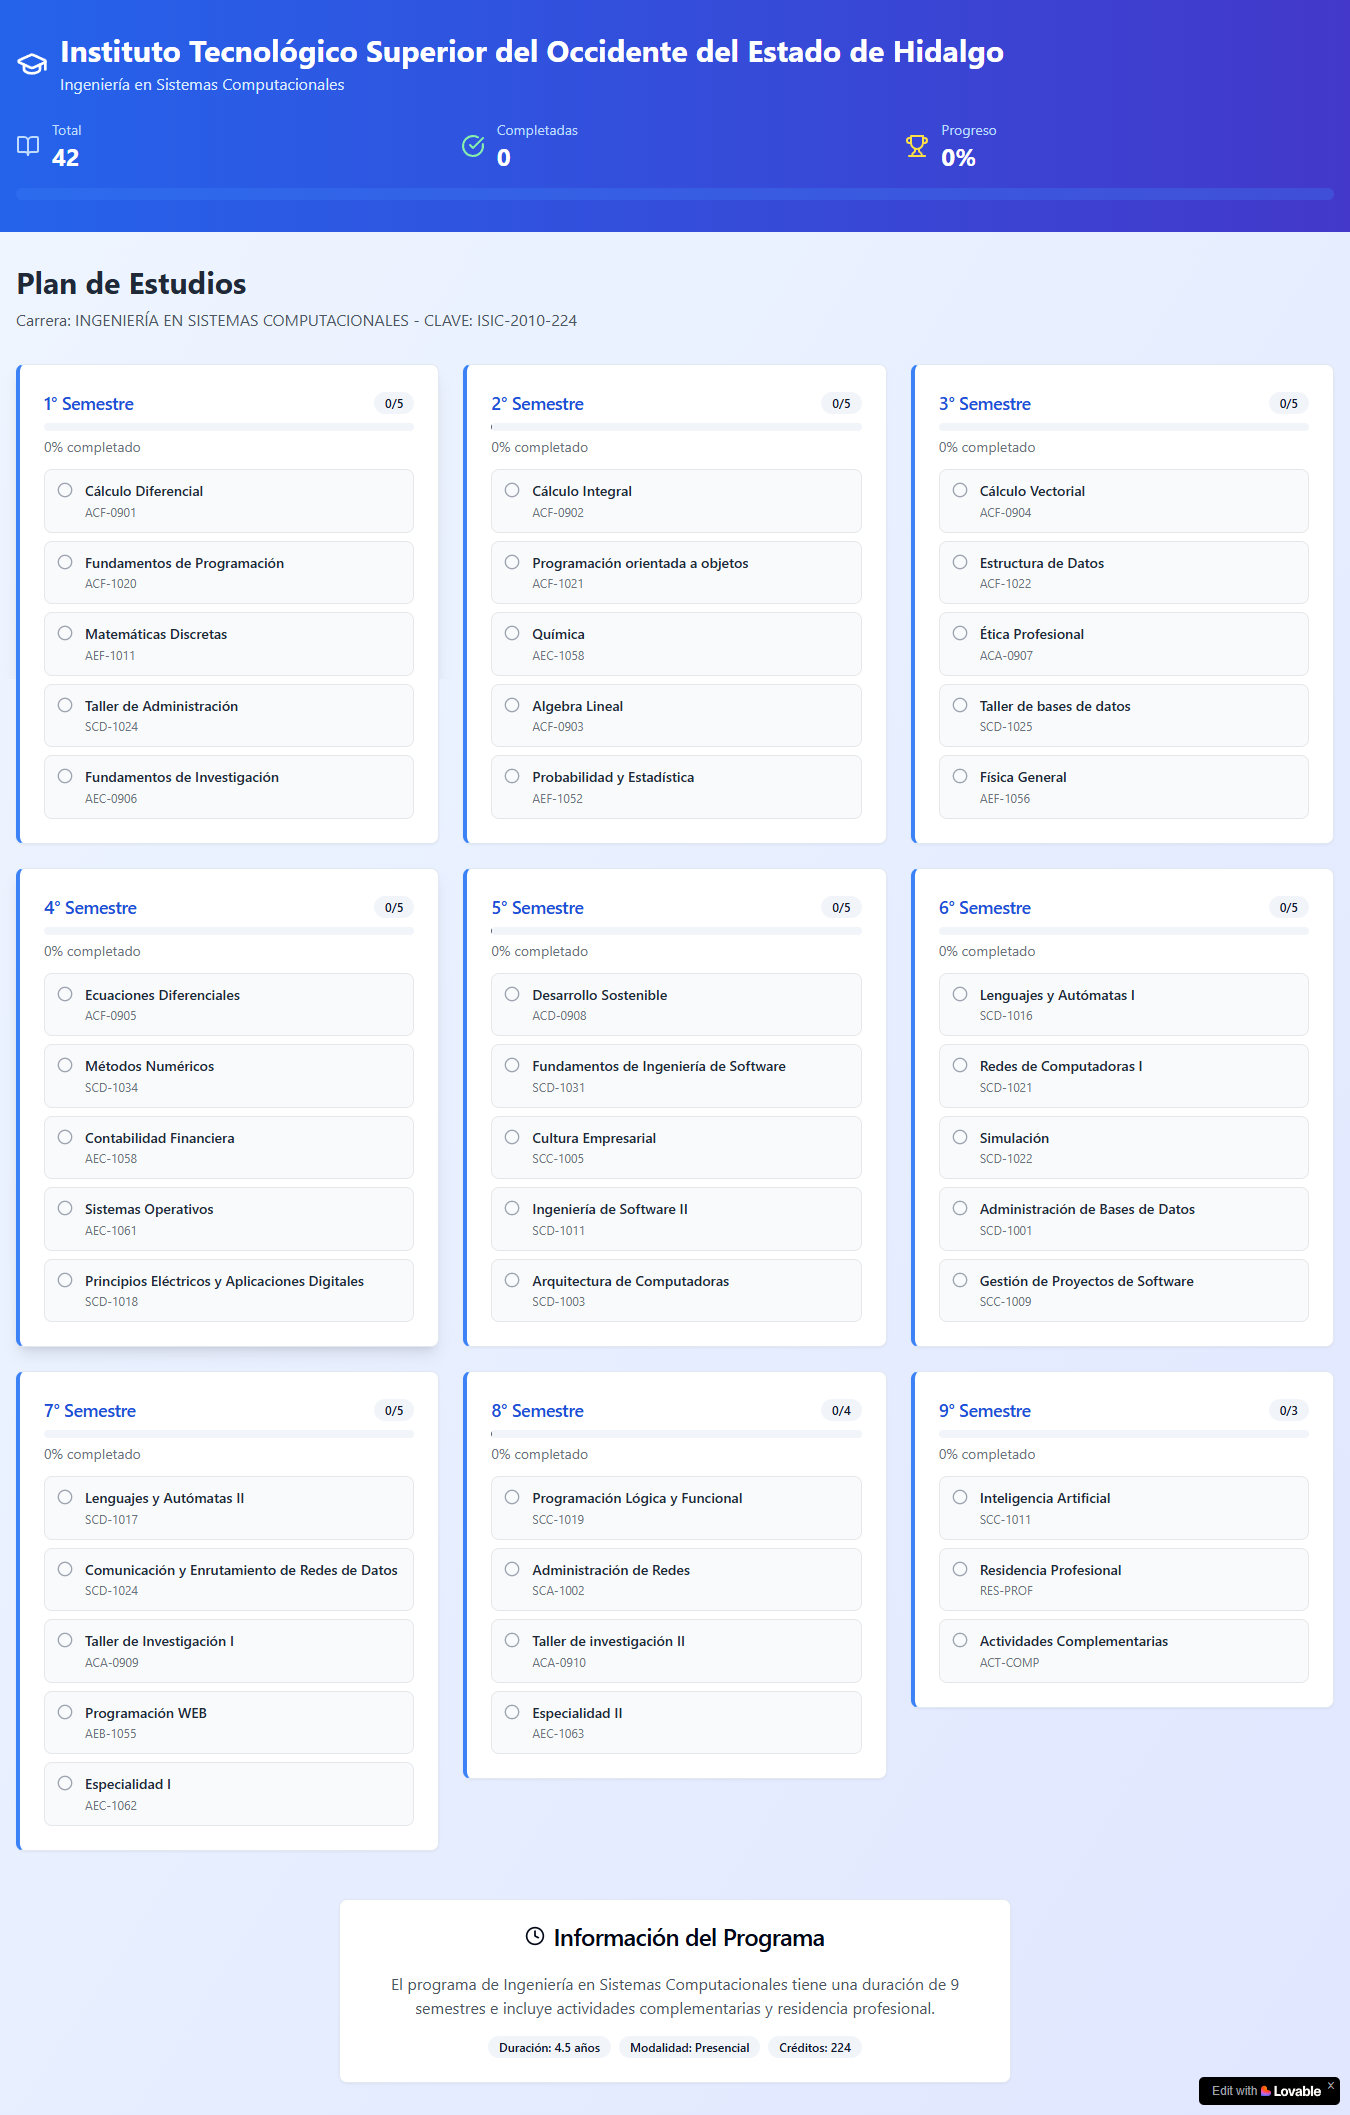 Instituto Tecnológico Superior del Occidente del Estado de Hidalgo
Ingeniería en Sistemas Computacionales
Total
42
Completadas
0
Progreso
0%
Plan de Estudios
Carrera: INGENIERÍA EN SISTEMAS COMPUTACIONALES - CLAVE: ISIC-2010-224
1° Semestre
0/5
0% completado
Cálculo Diferencial
ACF-0901
Fundamentos de Programación
ACF-1020
Matemáticas Discretas
AEF-1011
Taller de Administración
SCD-1024
Fundamentos de Investigación
AEC-0906
2° Semestre
0/5
0% completado
Cálculo Integral
ACF-0902
Programación orientada a objetos
ACF-1021
Química
AEC-1058
Algebra Lineal
ACF-0903
Probabilidad y Estadística
AEF-1052
3° Semestre
0/5
0% completado
Cálculo Vectorial
ACF-0904
Estructura de Datos
ACF-1022
Ética Profesional
ACA-0907
Taller de bases de datos
SCD-1025
Física General
AEF-1056
4° Semestre
0/5
0% completado
Ecuaciones Diferenciales
ACF-0905
Métodos Numéricos
SCD-1034
Contabilidad Financiera
AEC-1058
Sistemas Operativos
AEC-1061
Principios Eléctricos y Aplicaciones Digitales
SCD-1018
5° Semestre
0/5
0% completado
Desarrollo Sostenible
ACD-0908
Fundamentos de Ingeniería de Software
SCD-1031
Cultura Empresarial
SCC-1005
Ingeniería de Software II
SCD-1011
Arquitectura de Computadoras
SCD-1003
6° Semestre
0/5
0% completado
Lenguajes y Autómatas I
SCD-1016
Redes de Computadoras I
SCD-1021
Simulación
SCD-1022
Administración de Bases de Datos
SCD-1001
Gestión de Proyectos de Software
SCC-1009
7° Semestre
0/5
0% completado
Lenguajes y Autómatas II
SCD-1017
Comunicación y Enrutamiento de Redes de Datos
SCD-1024
Taller de Investigación I
ACA-0909
Programación WEB
AEB-1055
Especialidad I
AEC-1062
8° Semestre
0/4
0% completado
Programación Lógica y Funcional
SCC-1019
Administración de Redes
SCA-1002
Taller de investigación II
ACA-0910
Especialidad II
AEC-1063
9° Semestre
0/3
0% completado
Inteligencia Artificial
SCC-1011
Residencia Profesional
RES-PROF
Actividades Complementarias
ACT-COMP
Información del Programa
El programa de Ingeniería en Sistemas Computacionales tiene una duración de 9
semestres e incluye actividades complementarias y residencia profesional.
Duración: 4.5 años
Modalidad: Presencial
Créditos: 224
Edit with Lovable